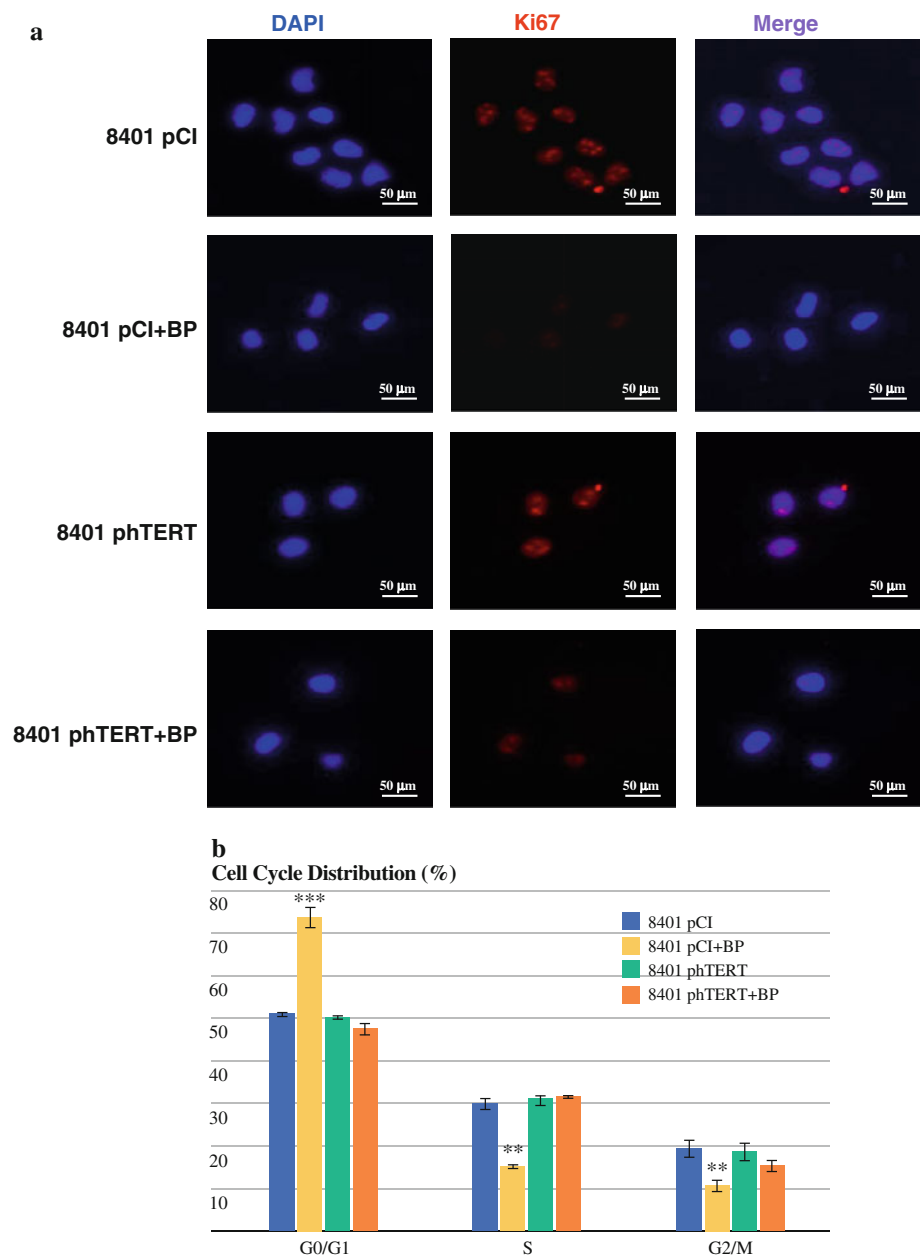 a
DAPI Ki67 Merge
8401 pCI
50 μm 50 μm 50 μm
8401 pCI+BP
50 μm 50 μm 50 μm
8401 phTERT
50 μm 50 μm 50 μm
8401 phTERT+BP
50 μm 50 μm 50 μm
b
Cell Cycle Distribution (%)
80
70
60
50
40
30
20
10
***
**
**
8401 pCI
8401 pCI+BP
8401 phTERT
8401 phTERT+BP
G0/G1 S G2/M